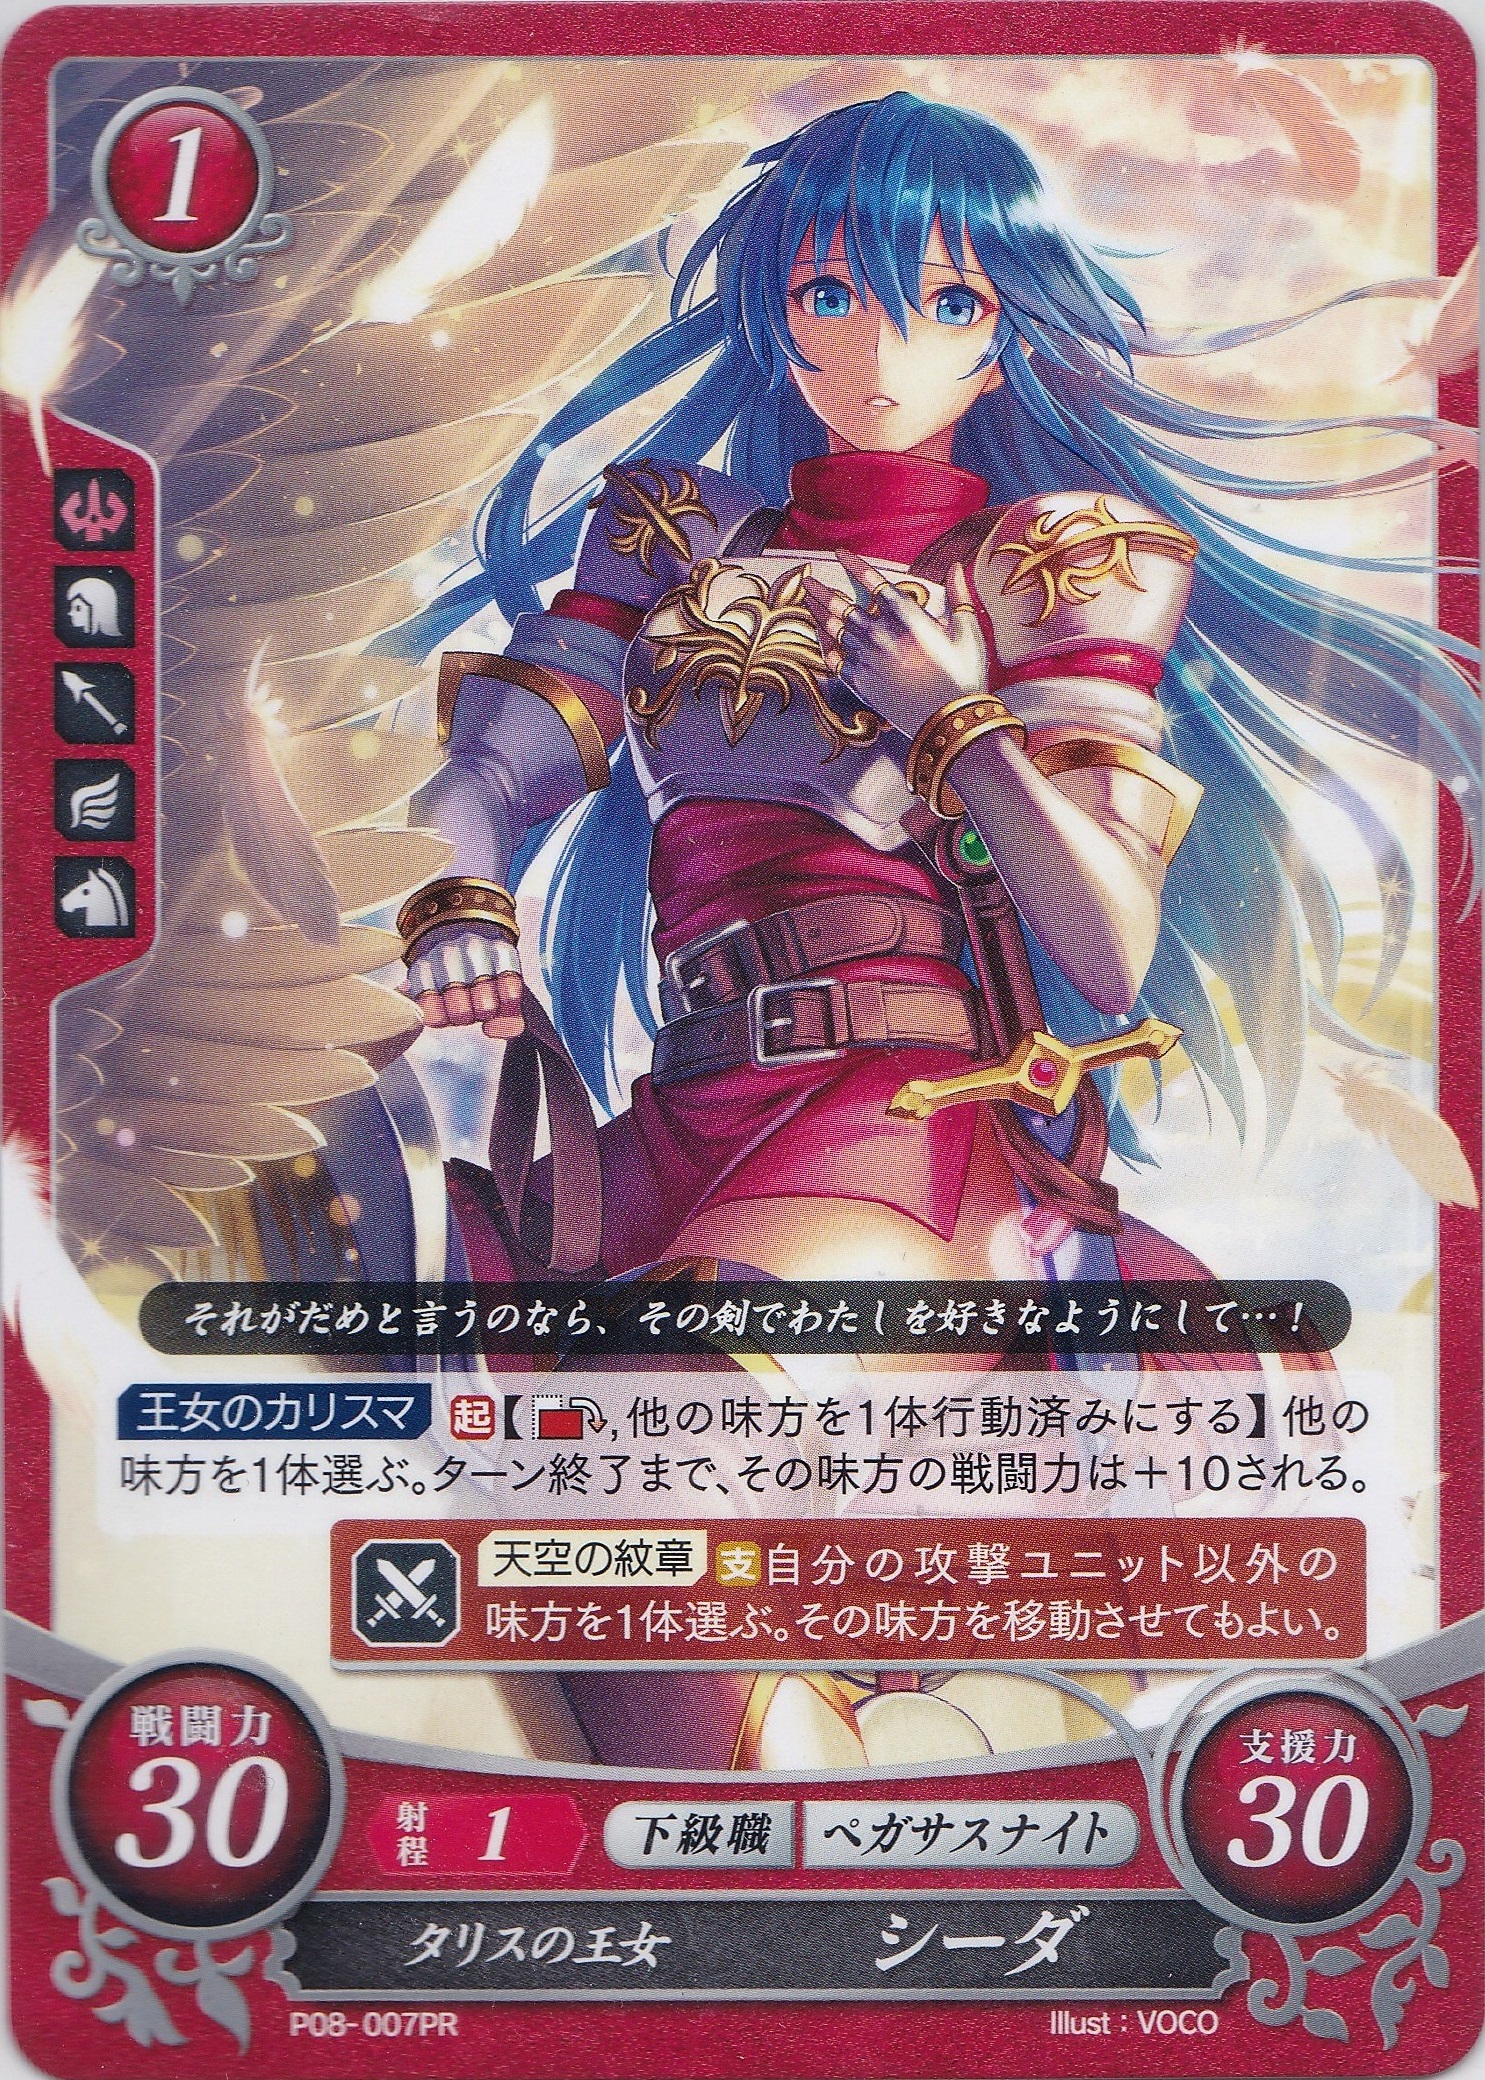 1
それがだめと言うのなら、その剣でわたしを好きなようにして…！
王女のカリスマ 起【 ,他の味方を1体行動済みにする】他の
味方を1体選ぶ。ターン終了まで、その味方の戦闘力は＋10される。
天空の紋章 支 自分の攻撃ユニット以外の
味方を1体選ぶ。その味方を移動させてもよい。
戦闘力
30
射程 1
下級職 ペガサスナイト
支援力
30
タリスの王女 シーダ
P08-007PR Illust：VOCO